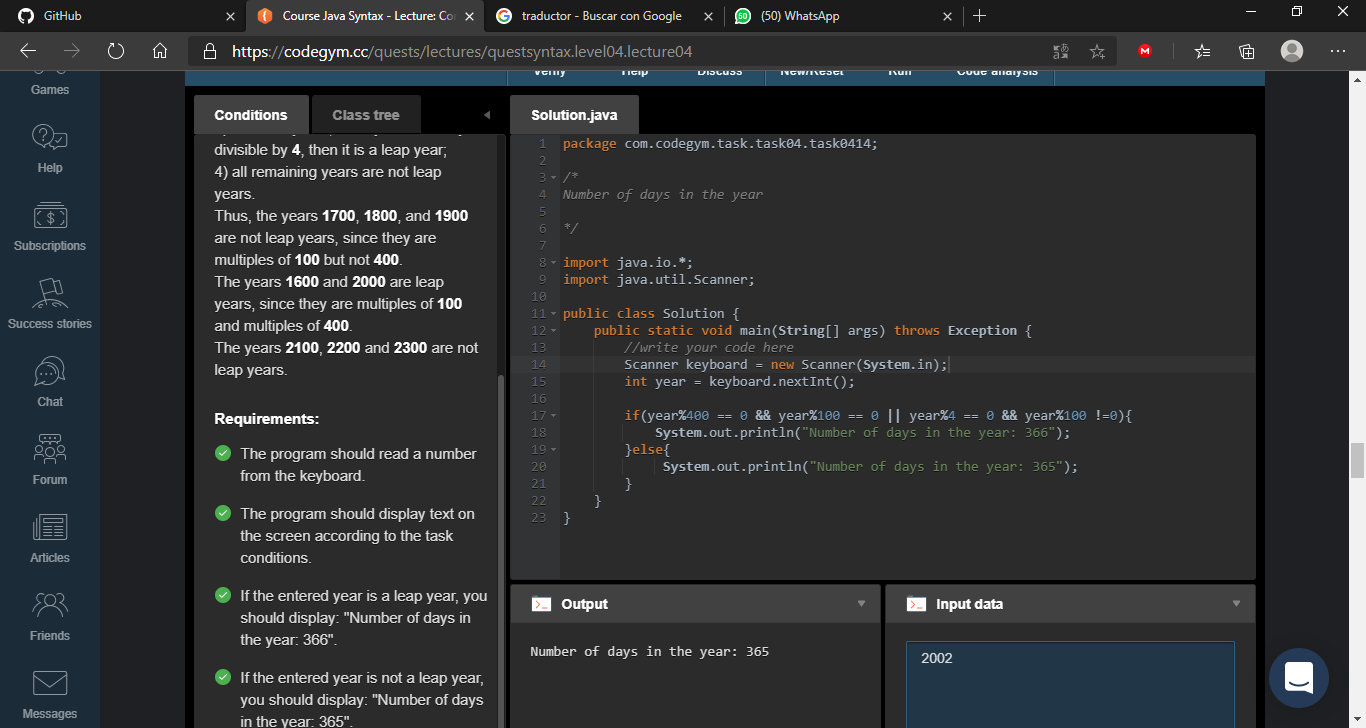 GitHub
Course Java Syntax - Lecture: Co
traductor - Buscar con Google
(50) WhatsApp
https://codegym.cc/quests/lectures/questsyntax.level04.lecture04
Games
Help
Subscriptions
Success stories
Chat
Forum
Articles
Friends
Messages
Verify Help Discuss New/Reset Run Code analysis
Conditions
Class tree
divisible by 4, then it is a leap year;
4) all remaining years are not leap
years.
Thus, the years 1700, 1800, and 1900
are not leap years, since they are
multiples of 100 but not 400.
The years 1600 and 2000 are leap
years, since they are multiples of 100
and multiples of 400.
The years 2100, 2200 and 2300 are not
leap years.
Requirements:
The program should read a number
from the keyboard.
The program should display text on
the screen according to the task
conditions.
If the entered year is a leap year, you
should display: "Number of days in
the year: 366".
If the entered year is not a leap year,
you should display: "Number of days
in the year: 365".
Solution.java
1 package com.codegym.task.task04.task0414;
2
3 /*
4 Number of days in the year
5
6 */
7
8 import java.io.*;
9 import java.util.Scanner;
10
11 public class Solution {
12 public static void main(String[] args) throws Exception {
13 //write your code here
14 Scanner keyboard = new Scanner(System.in);
15 int year = keyboard.nextInt();
16
17 if(year%400 == 0 && year%100 == 0 || year%4 == 0 && year%100 !=0){
18 System.out.println("Number of days in the year: 366");
19 }else{
20 System.out.println("Number of days in the year: 365");
21 }
22 }
23 }
Output
Number of days in the year: 365
Input data
2002